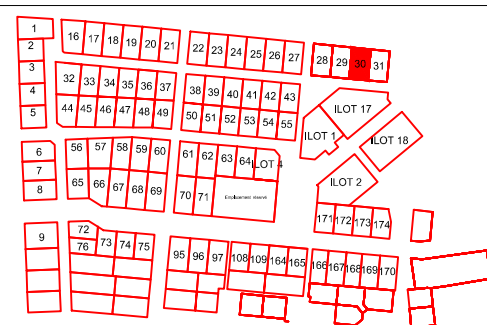 1
2
3
4
5
16 17 18 19 20 21
22 23 24 25 26 27
28 29 30 31
32 33 34 35 36 37
44 45 46 47 48 49
38 39 40 41 42 43
50 51 52 53 54 55
ILOT 17
ILOT 1
ILOT 18
6
7
8
56 57 58 59 60
65 66 67 68 69
61 62 63 64 ILOT 4
70 71 Emplacement réservé
ILOT 2
171 172 173 174
9
72
76 73 74 75
95 96 97
108 109 164 165
166 167 168 169 170